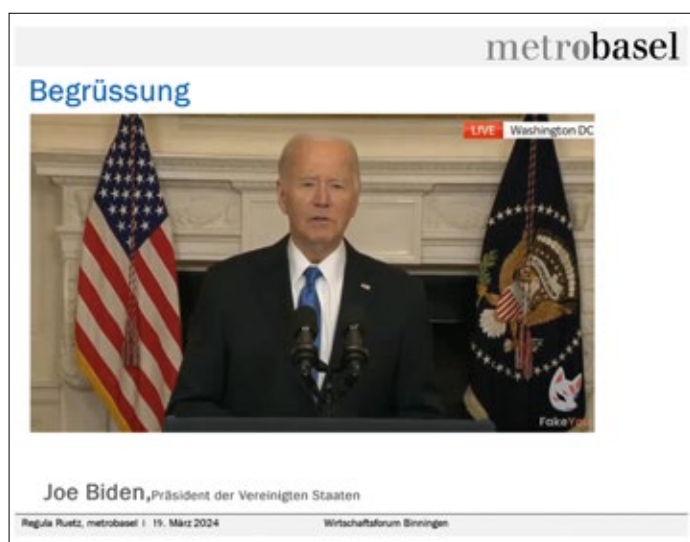 metrobasel
Begrüssung
LIVE Washington DC
FakeYou
Joe Biden, Präsident der Vereinigten Staaten
Regula Ruetz, metrobasel I 19. März 2024 Wirtschaftsforum Binningen